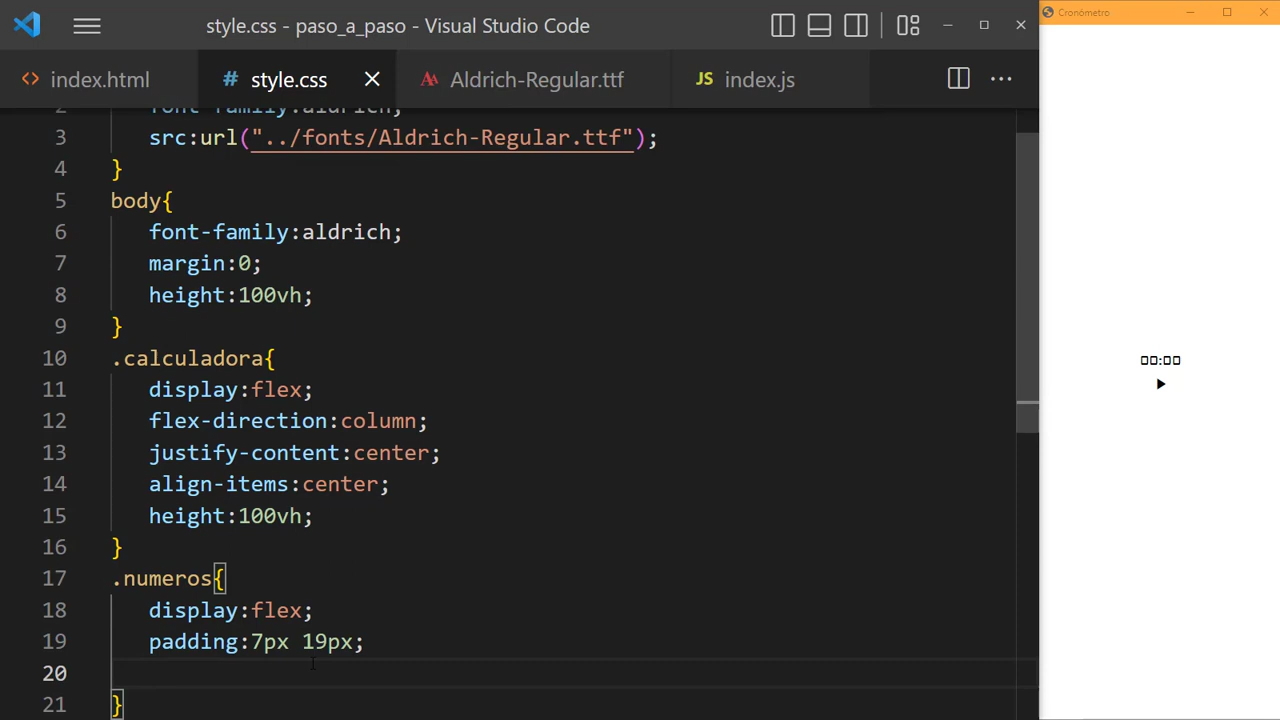 style.css - paso_a_paso - Visual Studio Code
Cronómetro
index.html
# style.css
Aldrich-Regular.ttf
JS index.js
2 font-family:aldrich;
3 src:url("../fonts/Aldrich-Regular.ttf");
4 }
5 body{
6 font-family:aldrich;
7 margin:0;
8 height:100vh;
9 }
10 .calculadora{
11 display:flex;
12 flex-direction:column;
13 justify-content:center;
14 align-items:center;
15 height:100vh;
16 }
17 .numeros{
18 display:flex;
19 padding:7px 19px;
20
21 }
00:00